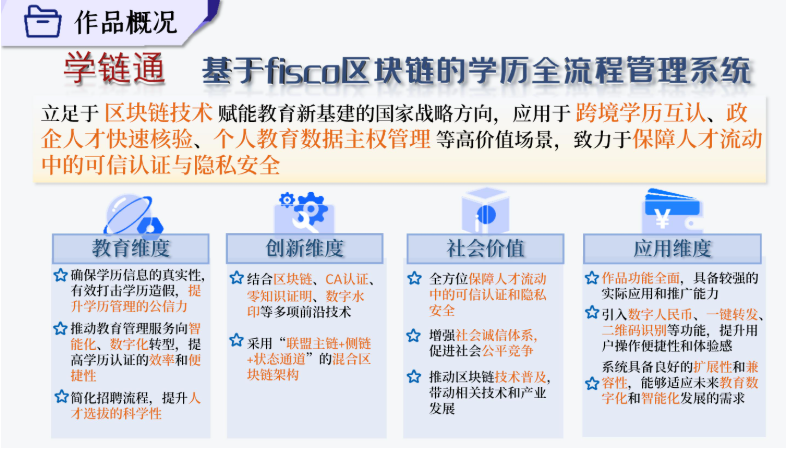 作品概况
学链通 基于fisco区块链的学历全流程管理系统
立足于 区块链技术 赋能教育新基建的国家战略方向，应用于 跨境学历互认、政
企人才快速核验、个人教育数据主权管理 等高价值场景，致力于保障人才流动
中的可信认证与隐私安全
教育维度
确保学历信息的真实性，
有效打击学历造假，提
升学历管理的公信力
推动教育管理服务向智
能化、数字化转型，提
高学历认证的效率和便
捷性
简化招聘流程，提升人
才选拔的科学性
创新维度
结合区块链、CA认证、
零知识证明、数字水
印等多项前沿技术
采用“联盟主链+侧链
+状态通道”的混合区
块链架构
社会价值
全方位保障人才流动
中的可信认证和隐私
安全
增强社会诚信体系，
促进社会公平竞争
推动区块链技术普及，
带动相关技术和产业
发展
应用维度
作品功能全面，具备较强的
实际应用和推广能力
引入数字人民币、一键转发、
二维码识别等功能，提升用
户操作便捷性和体验感
系统具备良好的扩展性和兼
容性，能够适应未来教育数
字化和智能化发展的需求